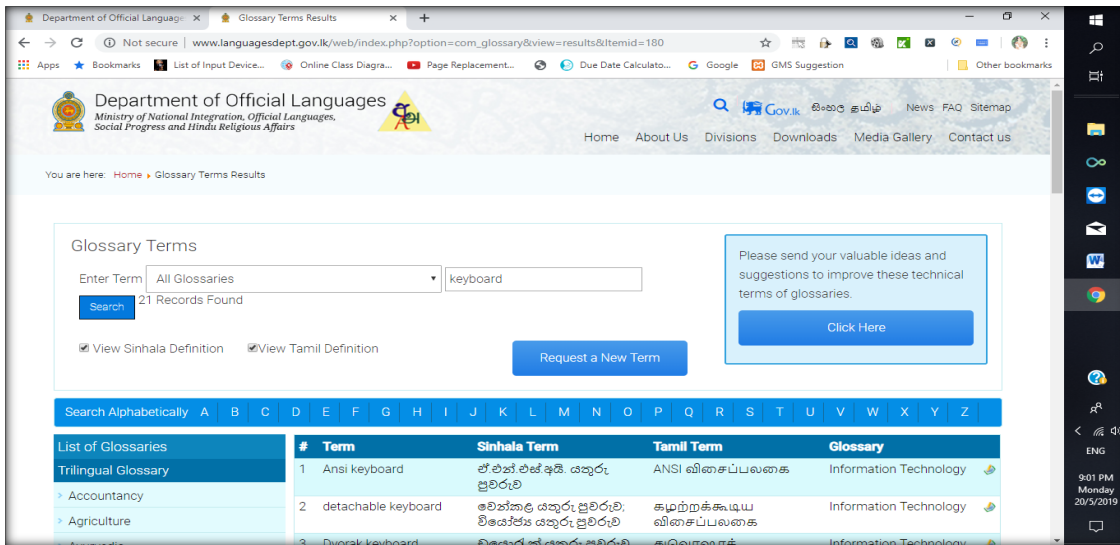 Department of Official Language
Glossary Terms Results
Not secure | www.languagesdept.gov.lk/web/index.php?option=com_glossary&view=results&Itemid=180
Apps Bookmarks List of Input Device... Online Class Diagra... Page Replacement... Due Date Calculato... Google GMS Suggestion Other bookmarks
Department of Official Languages
Ministry of National Integration, Official Languages,
Social Progress and Hindu Religious Affairs
Gov.lk සිංහල தமிழ் News FAQ Sitemap
Home About Us Divisions Downloads Media Gallery Contact us
You are here: Home Glossary Terms Results
Glossary Terms
Enter Term All Glossaries keyboard
Search 21 Records Found
View Sinhala Definition View Tamil Definition
Request a New Term
Please send your valuable ideas and
suggestions to improve these technical
terms of glossaries.
Click Here
Search Alphabetically A B C D E F G H I J K L M N O P Q R S T U V W X Y Z
List of Glossaries
Trilingual Glossary
Accountancy
Agriculture
# Term Sinhala Term Tamil Term Glossary
1 Ansi keyboard ඒ.එන්.එස්.අයි. යතුරු ANSI விசைப்பலகை Information Technology
පුවරුව
2 detachable keyboard වෙන්කළ යතුරු පුවරුව; கழற்றக்கூடிய Information Technology
වියෝජ්‍ය යතුරු පුවරුව விசைப்பலகை
3 Dvorak keyboard Information Technology
ENG
9:01 PM
Monday
20/5/2019